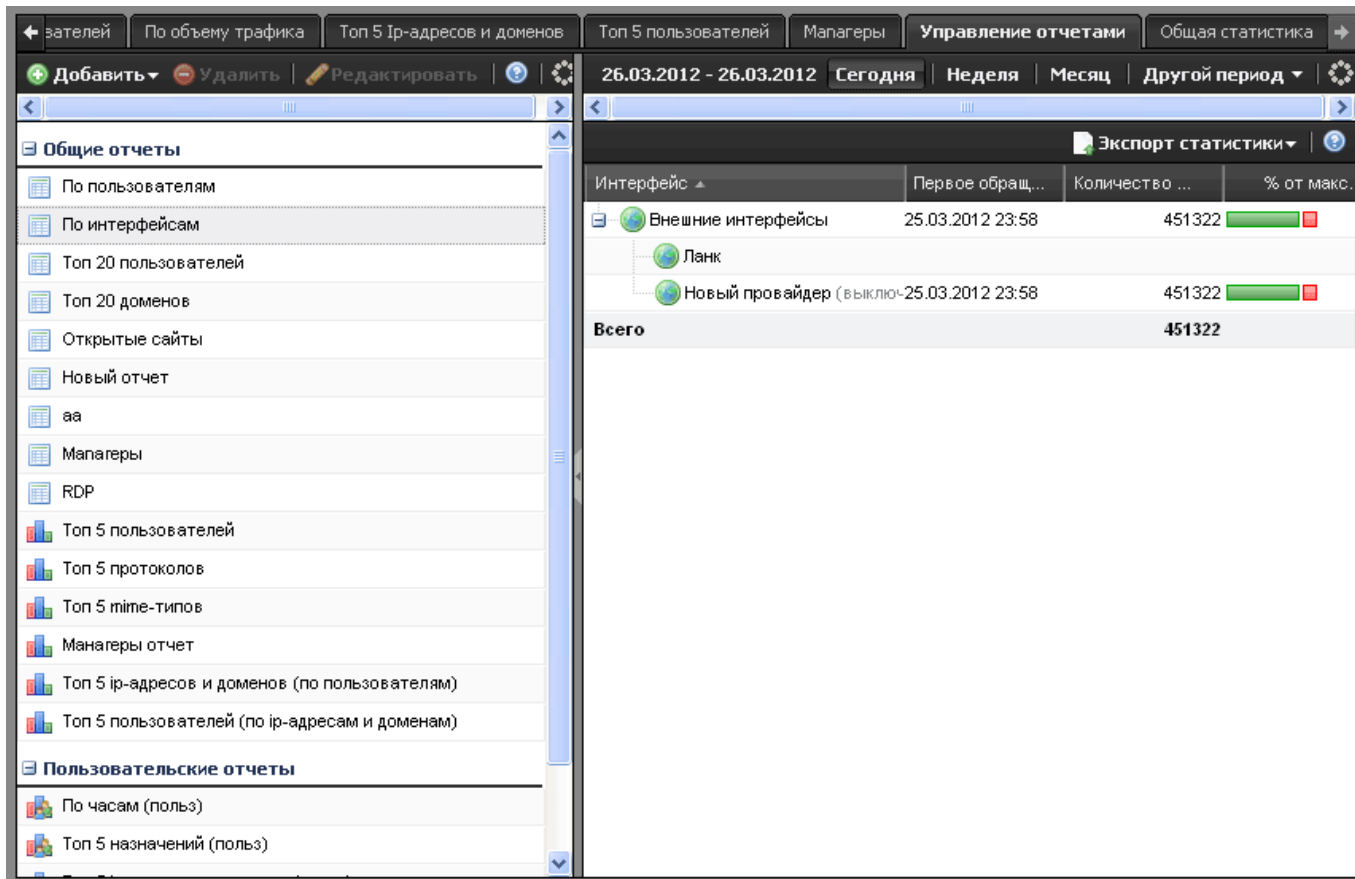 зателей По объему трафика Топ 5 Ip-адресов и доменов Топ 5 пользователей Манагеры Управление отчетами Общая статистика
Добавить Удалить Редактировать
26.03.2012 - 26.03.2012 Сегодня Неделя Месяц Другой период
Общие отчеты
По пользователям
По интерфейсам
Топ 20 пользователей
Топ 20 доменов
Открытые сайты
Новый отчет
аа
Манагеры
RDP
Топ 5 пользователей
Топ 5 протоколов
Топ 5 mime-типов
Манагеры отчет
Топ 5 ip-адресов и доменов (по пользователям)
Топ 5 пользователей (по ip-адресам и доменам)
Пользовательские отчеты
По часам (польз)
Топ 5 назначений (польз)
Экспорт статистики
Интерфейс Первое обращ... Количество ... % от макс.
Внешние интерфейсы 25.03.2012 23:58 451322
Ланк
Новый провайдер (выключ 25.03.2012 23:58 451322
Всего 451322